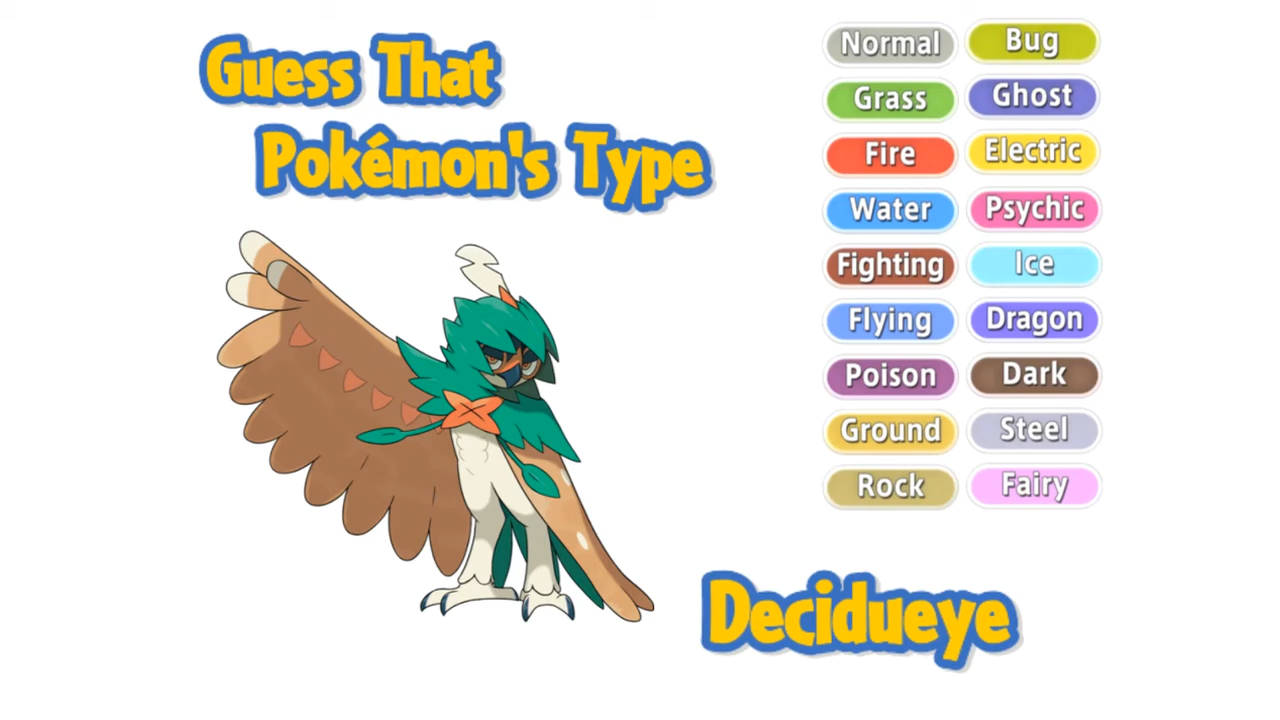 Guess That
Pokémon's Type
Normal Bug
Grass Ghost
Fire Electric
Water Psychic
Fighting Ice
Flying Dragon
Poison Dark
Ground Steel
Rock Fairy
Decidueye